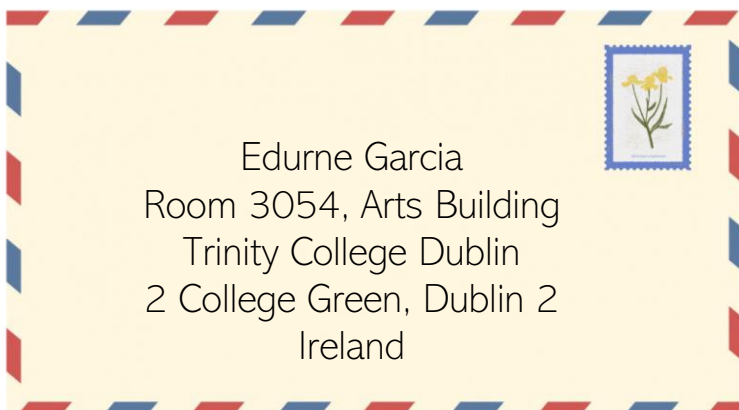 Edurne Garcia
Room 3054, Arts Building
Trinity College Dublin
2 College Green, Dublin 2
Ireland